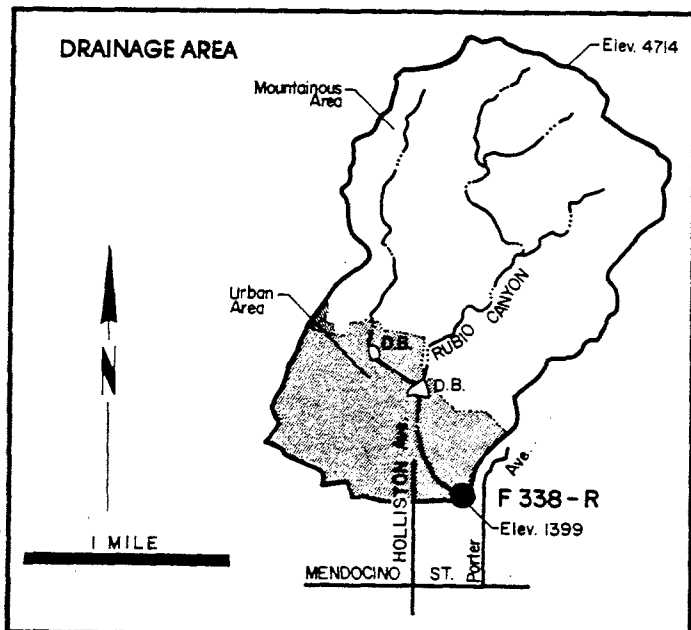 DRAINAGE AREA
Elev. 4714
Mountainous
Area
Urban
Area
D.B.
RUBIO CANYON
D.B.
N
HOLLISTON Ave.
Ave.
Porter
F 338-R
Elev. 1399
1 MILE
MENDOCINO ST.